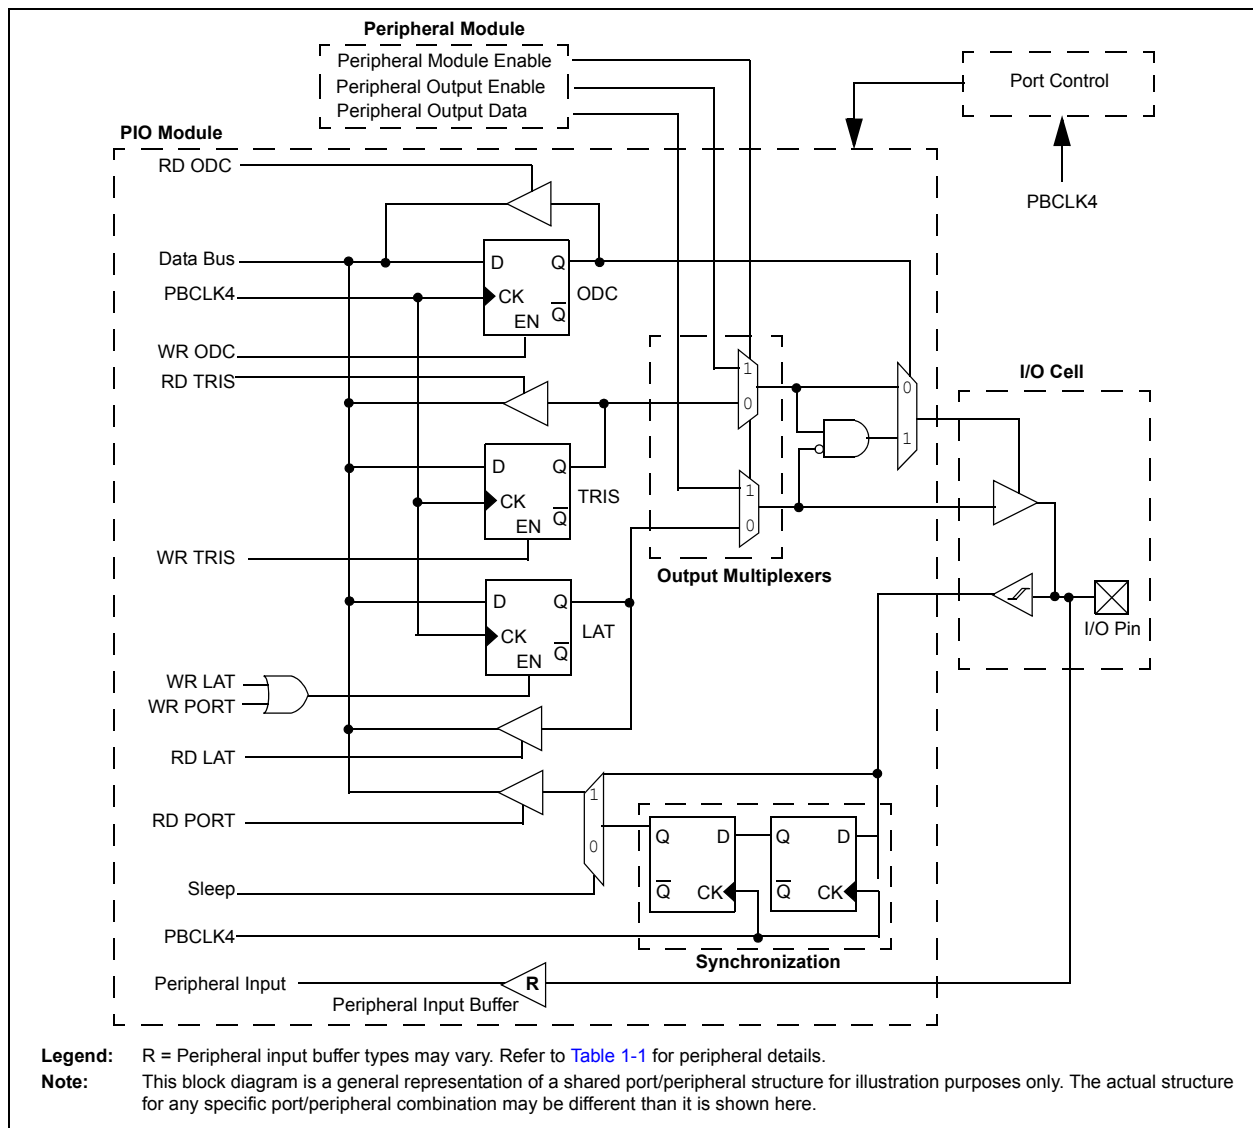 Peripheral Module
Peripheral Module Enable
Peripheral Output Enable
Peripheral Output Data
Port Control
PBCLK4
PIO Module
RD ODC
Data Bus
PBCLK4
WR ODC
D Q
CK
EN Q
ODC
RD TRIS
1
0
I/O Cell
0
1
D Q
CK
EN Q
TRIS
WR TRIS
1
0
Output Multiplexers
D Q
CK
EN Q
LAT
I/O Pin
WR LAT
WR PORT
RD LAT
RD PORT
1
0
Q D
Q CK
Q D
Q CK
Sleep
PBCLK4
Synchronization
Peripheral Input
R
Peripheral Input Buffer
Legend: R = Peripheral input buffer types may vary. Refer to Table 1-1 for peripheral details.
Note: This block diagram is a general representation of a shared port/peripheral structure for illustration purposes only. The actual structure
for any specific port/peripheral combination may be different than it is shown here.